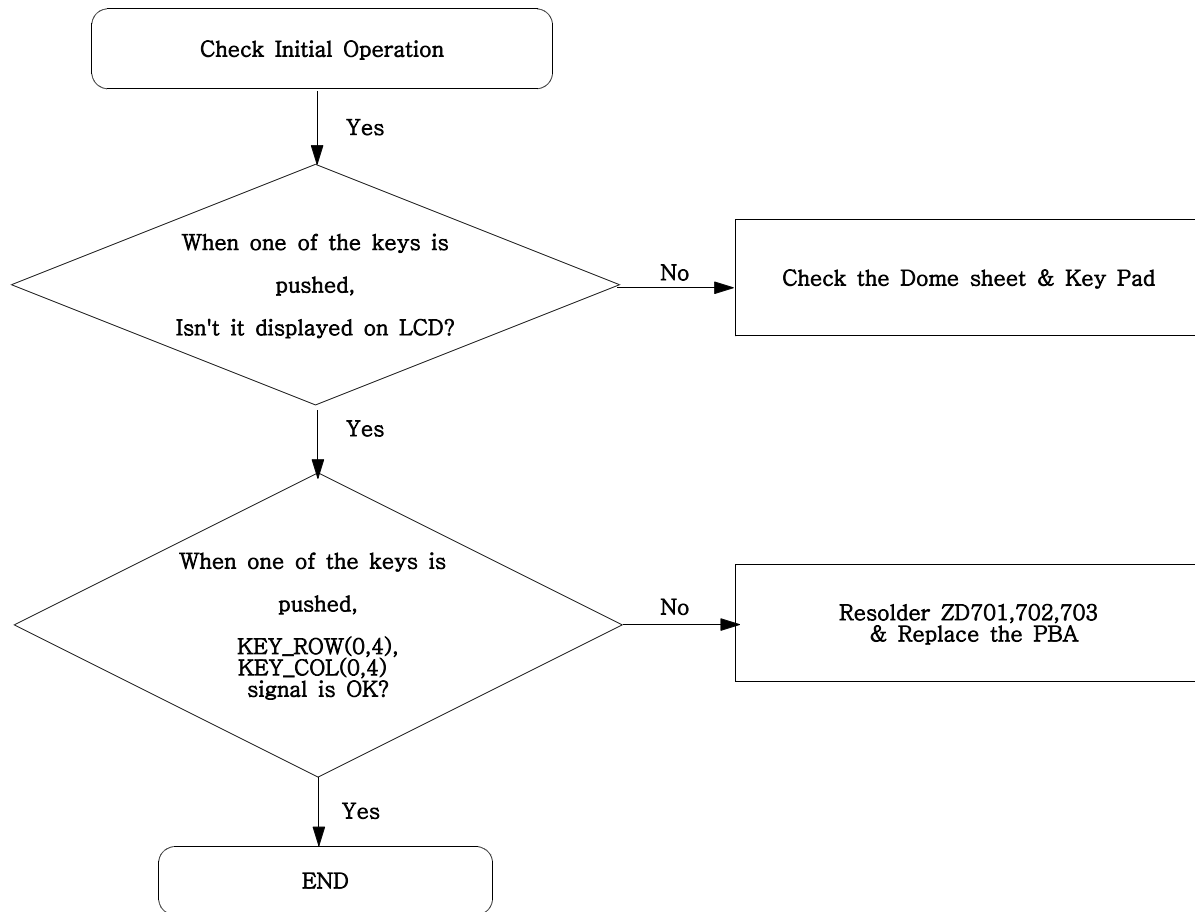 Check Initial Operation
Yes
When one of the keys is
pushed,
Isn't it displayed on LCD?
No
Check the Dome sheet & Key Pad
Yes
When one of the keys is
pushed,
KEY_ROW(0,4),
KEY_COL(0,4)
signal is OK?
No
Resolder ZD701,702,703
& Replace the PBA
Yes
END